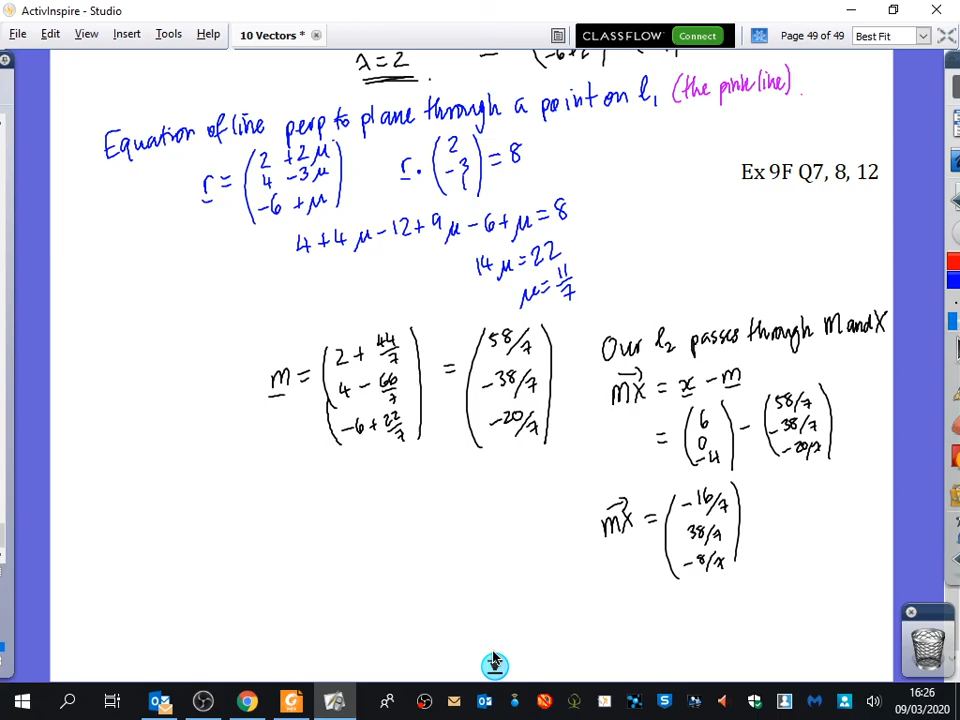 ActivInspire - Studio
File Edit View Insert Tools Help
10 Vectors *
CLASSFLOW Connect
Page 49 of 49
Best Fit
λ = 2
Equation of line perp to plane through a point on l₁ (the pink line).
r = (2 + 2μ, 4 - 3μ, -6 + μ)
r · (2, -3, 1) = 8
Ex 9F Q7, 8, 12
4 + 4μ - 12 + 9μ - 6 + μ = 8
14μ = 22
μ = 11/7
m = (2 + 44/7, 4 - 66/7, -6 + 22/7) = (58/7, -38/7, -20/7)
Our l₂ passes through M and X
MX = x - m
= (6, 0, -4) - (58/7, -38/7, -20/7)
MX = (-16/7, 38/7, -8/7)
16:26
09/03/2020